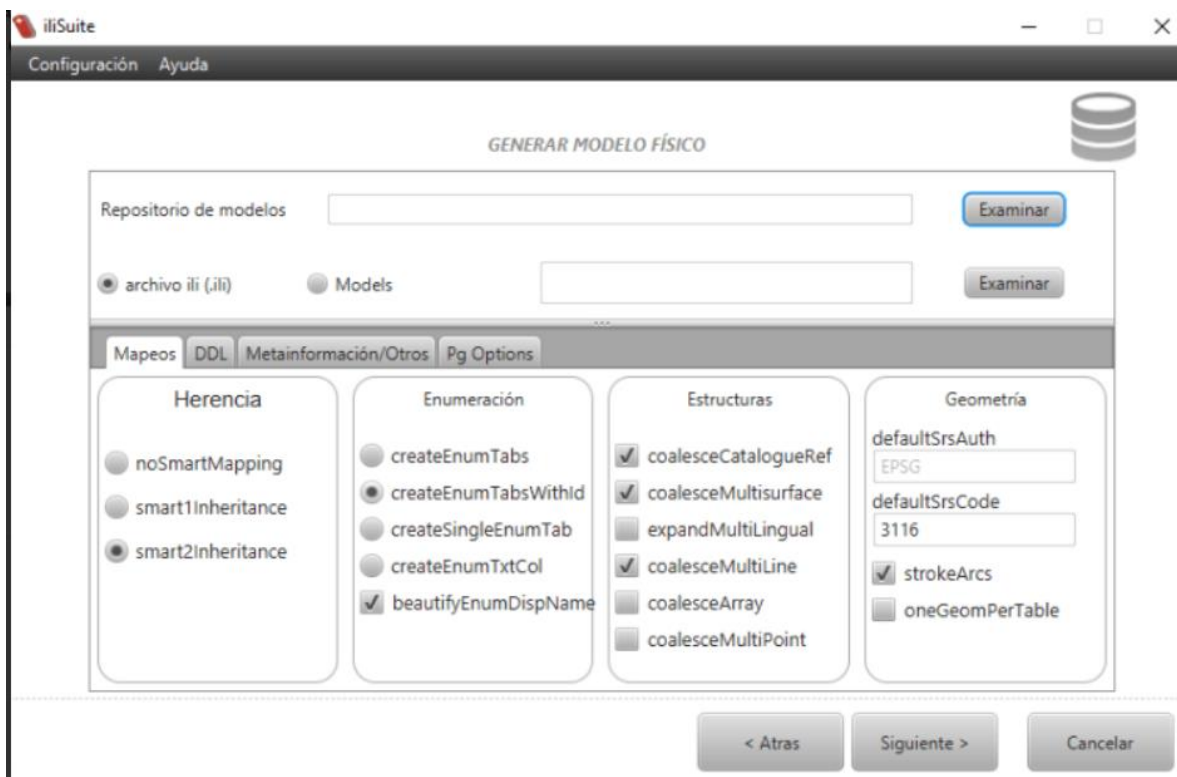 iliSuite
Configuración Ayuda
GENERAR MODELO FÍSICO
Repositorio de modelos Examinar
archivo ili (.ili) Models Examinar
Mapeos DDL Metainformación/Otros Pg Options
Herencia
noSmartMapping
smart1Inheritance
smart2Inheritance
Enumeración
createEnumTabs
createEnumTabsWithId
createSingleEnumTab
createEnumTxtCol
beautifyEnumDispName
Estructuras
coalesceCatalogueRef
coalesceMultisurface
expandMultiLingual
coalesceMultiLine
coalesceArray
coalesceMultiPoint
Geometría
defaultSrsAuth
EPSG
defaultSrsCode
3116
strokeArcs
oneGeomPerTable
< Atras Siguiente > Cancelar